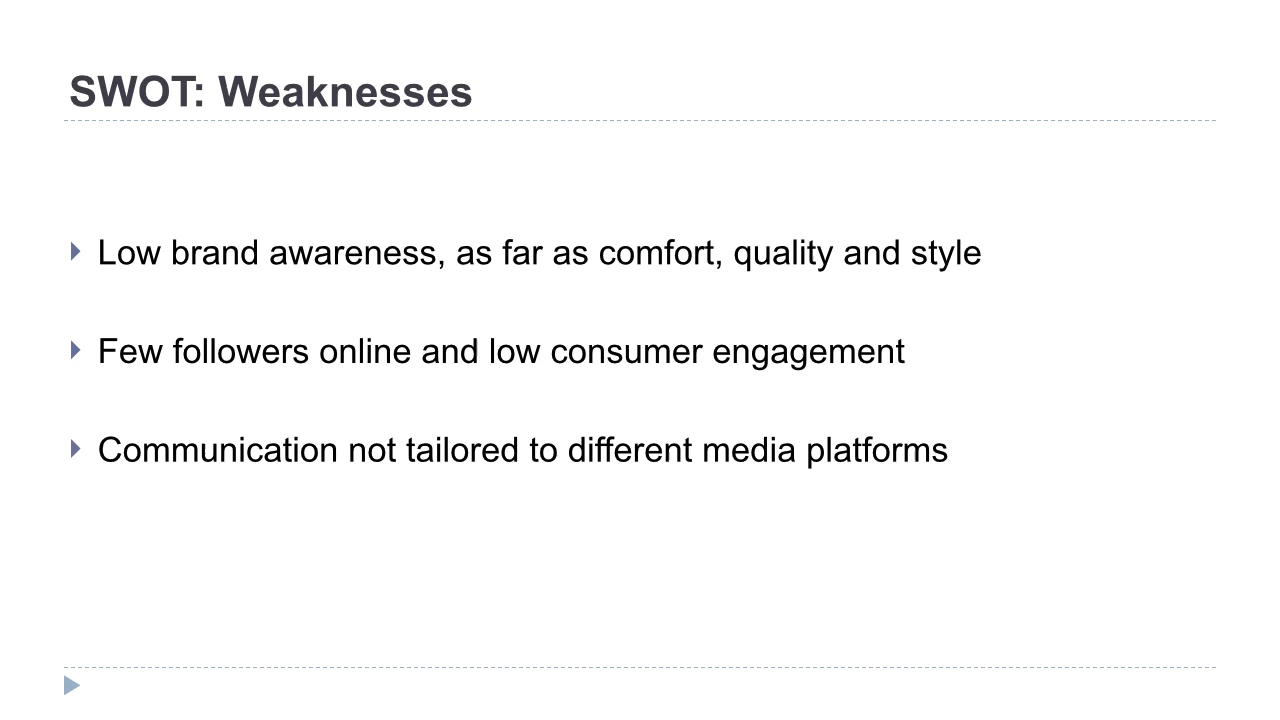 SWOT: Weaknesses
Low brand awareness, as far as comfort, quality and style
Few followers online and low consumer engagement
Communication not tailored to different media platforms